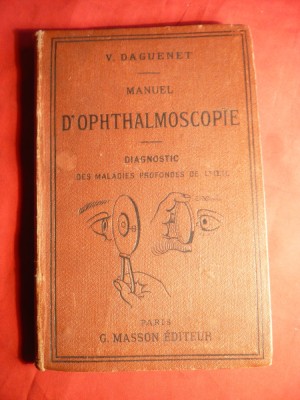 V. DAGUENET
MANUEL
D'OPHTHALMOSCOPIE
DIAGNOSTIC
DES MALADIES PROFONDES DE L'ŒIL
PARIS
G. MASSON ÉDITEUR